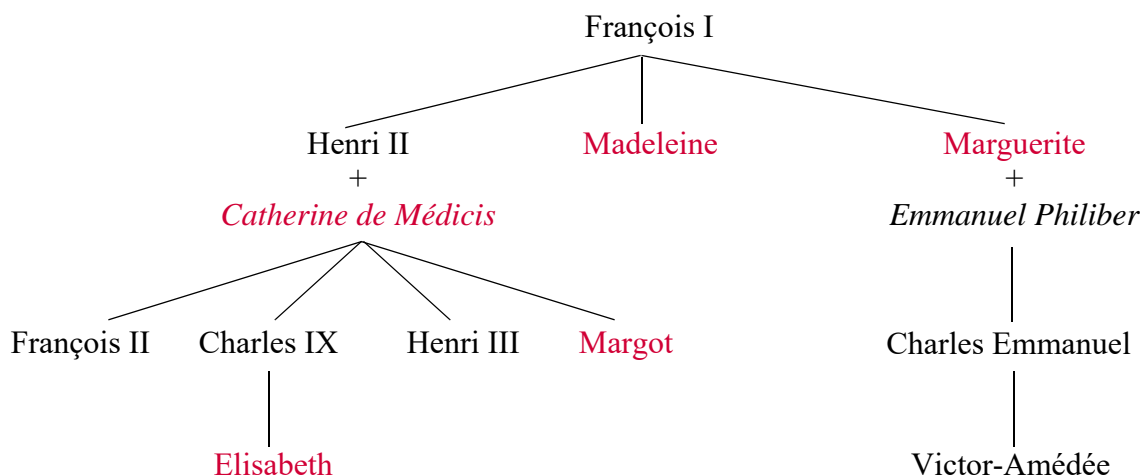 François I
Henri II Madeleine Marguerite
+ +
Catherine de Médicis Emmanuel Philiber
François II Charles IX Henri III Margot Charles Emmanuel
Elisabeth Victor-Amédée